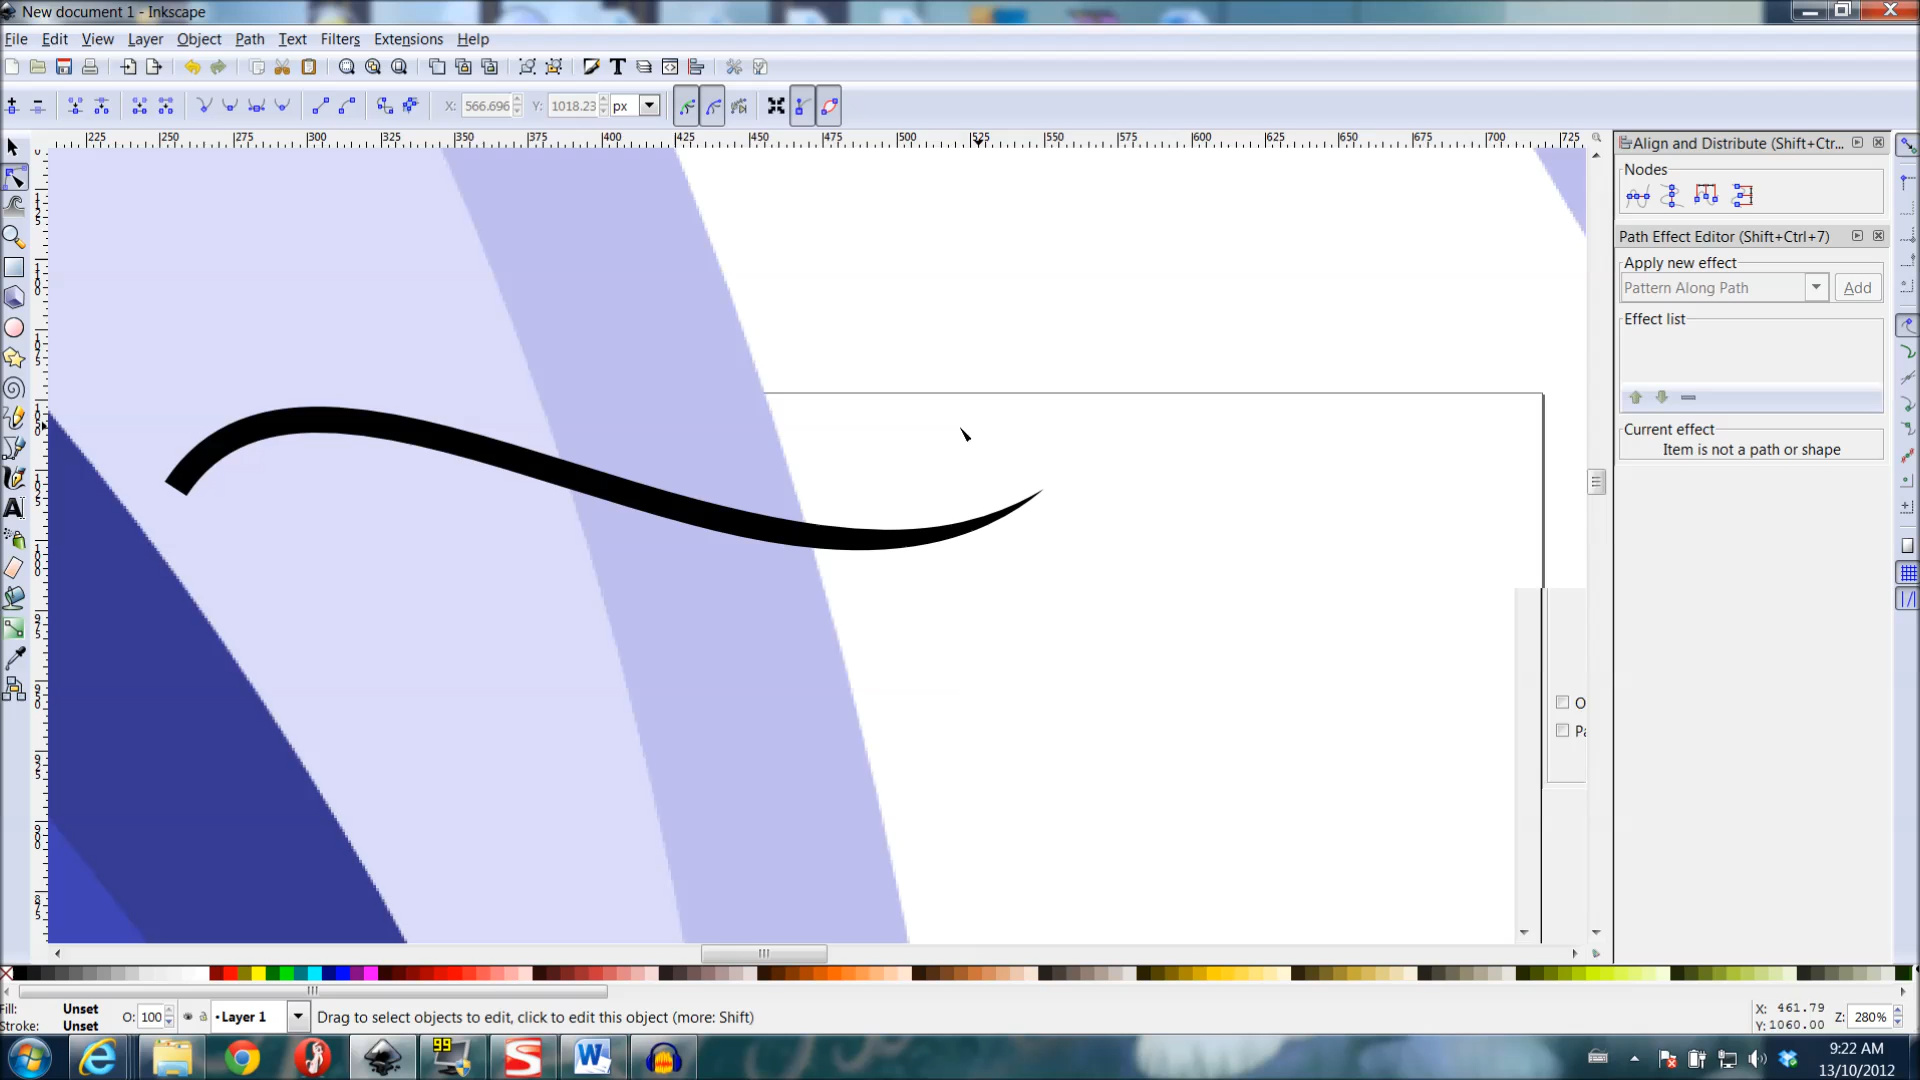 New document 1 - Inkscape
File Edit View Layer Object Path Text Filters Extensions Help
X: 566.696 Y: 1018.23 px
225 250 275 300 325 350 375 400 425 450 475 500 525 550 575 600 625 650 675 700 725
Align and Distribute (Shift+Ctr...
Nodes
Path Effect Editor (Shift+Ctrl+7)
Apply new effect
Pattern Along Path Add
Effect list
Current effect
Item is not a path or shape
O
Pa
Fill: Unset
Stroke: Unset
O: 100
•Layer 1
Drag to select objects to edit, click to edit this object (more: Shift)
X: 461.79
Y: 1060.00
Z: 280%
99
9:22 AM
13/10/2012